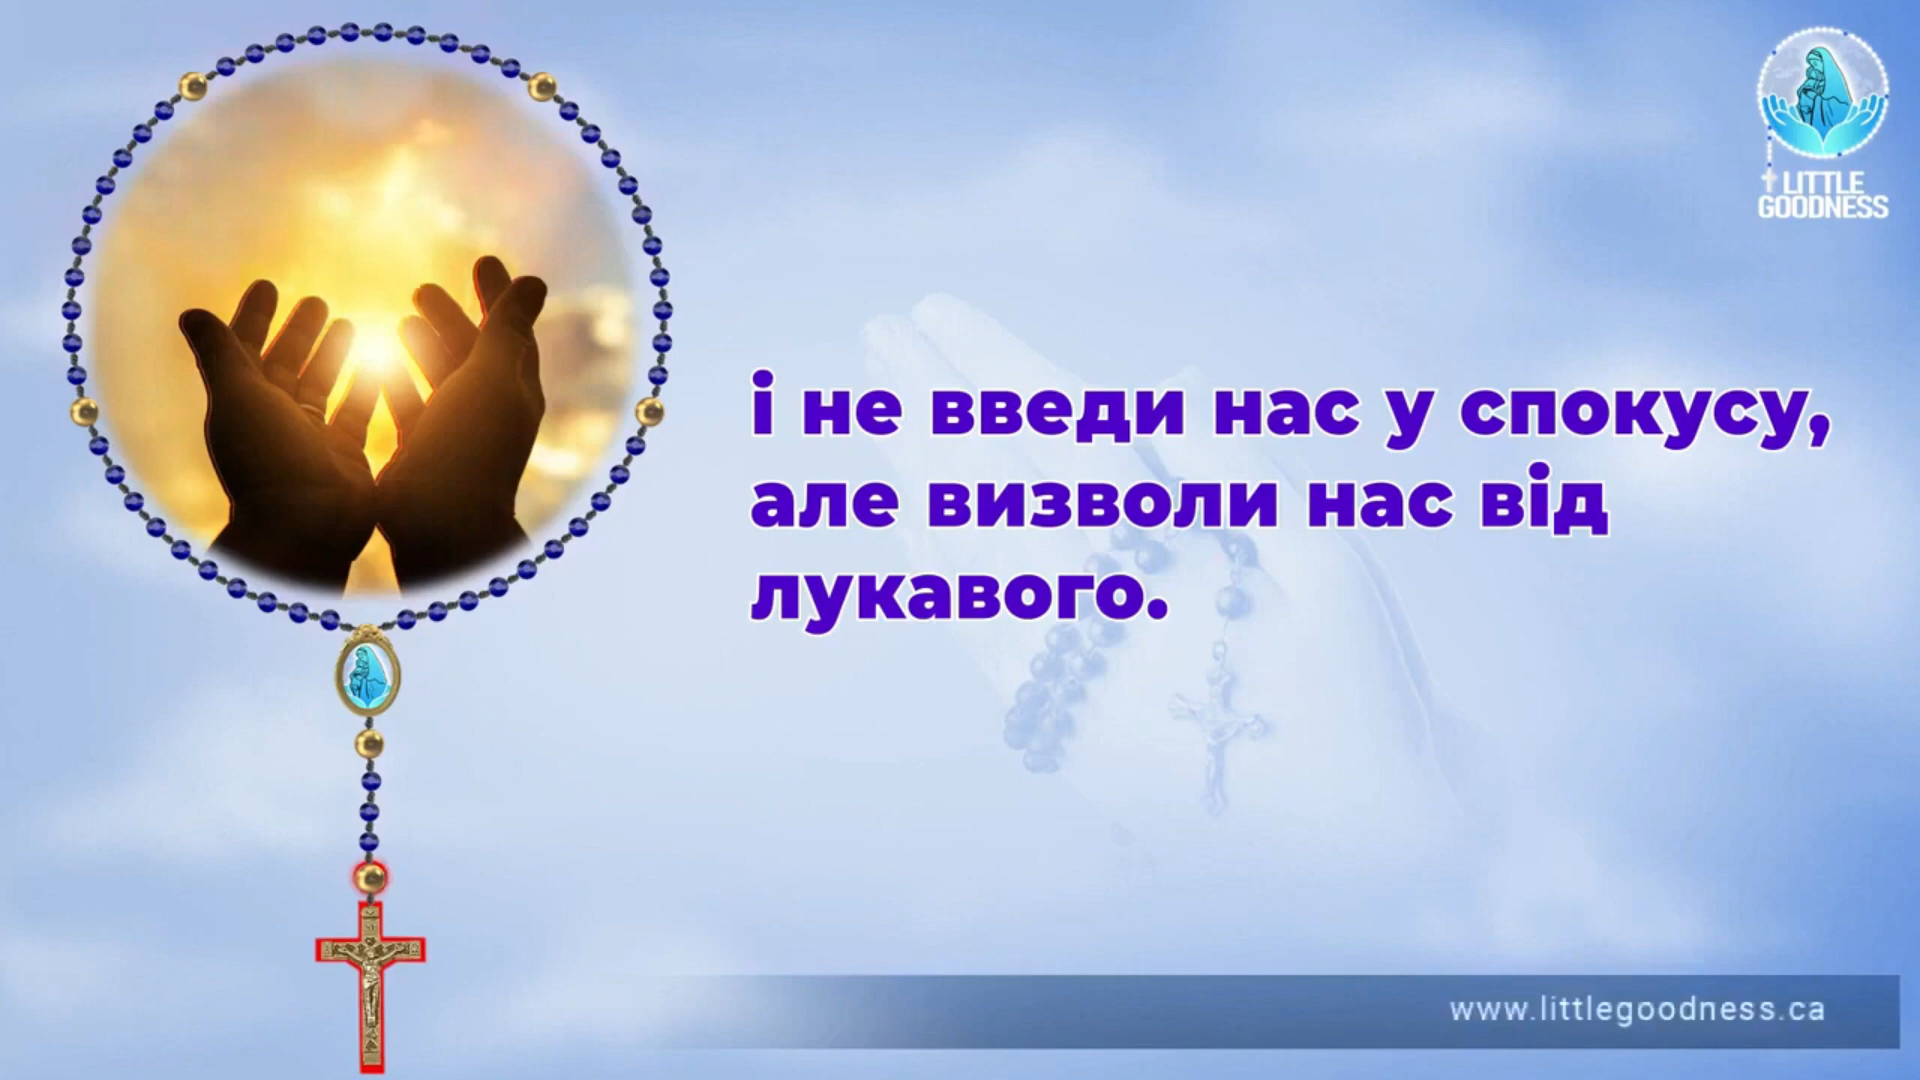 LITTLE
GOODNESS
і не введи нас у спокусу,
але визволи нас від
лукавого.
www.littlegoodness.ca